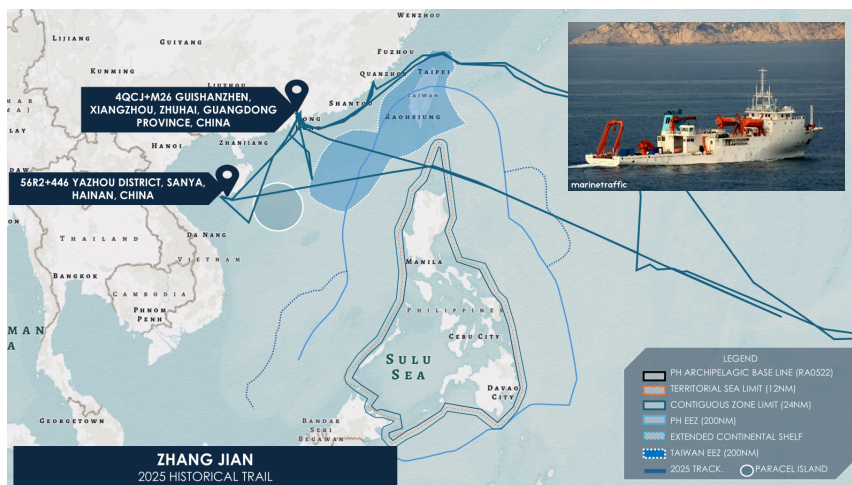 WENZHOU
LIJIANG
GUIYANG
FUZHOU
KUNMING
QUANZHOU
TAIPEI
LIUZHOU
4QCJ+M26 GUISHANZHEN,
XIANGZHOU, ZHUHAI, GUANGDONG
PROVINCE, CHINA
SHANTOU
TAIWAN
KAOHSIUNG
HANOI
ZHANJIANG
56R2+446 YAZHOU DISTRICT, SANYA,
HAINAN, CHINA
marinetraffic
DA NANG
THAILAND
VIETNAM
BANGKOK
MANILA
CAMBODIA
PHNOM
PENH
PHILIPPINES
CEBU CITY
SULU
SEA
MAN
A
DAVAO
CITY
GEORGETOWN
BANDAR
SERI
BEGAWAN
LEGEND
PH ARCHIPELAGIC BASE LINE (RA0522)
TERRITORIAL SEA LIMIT (12NM)
CONTIGUOUS ZONE LIMIT (24NM)
PH EEZ (200NM)
EXTENDED CONTINENTAL SHELF
TAIWAN EEZ (200NM)
2025 TRACK.
PARACEL ISLAND
ZHANG JIAN
2025 HISTORICAL TRAIL